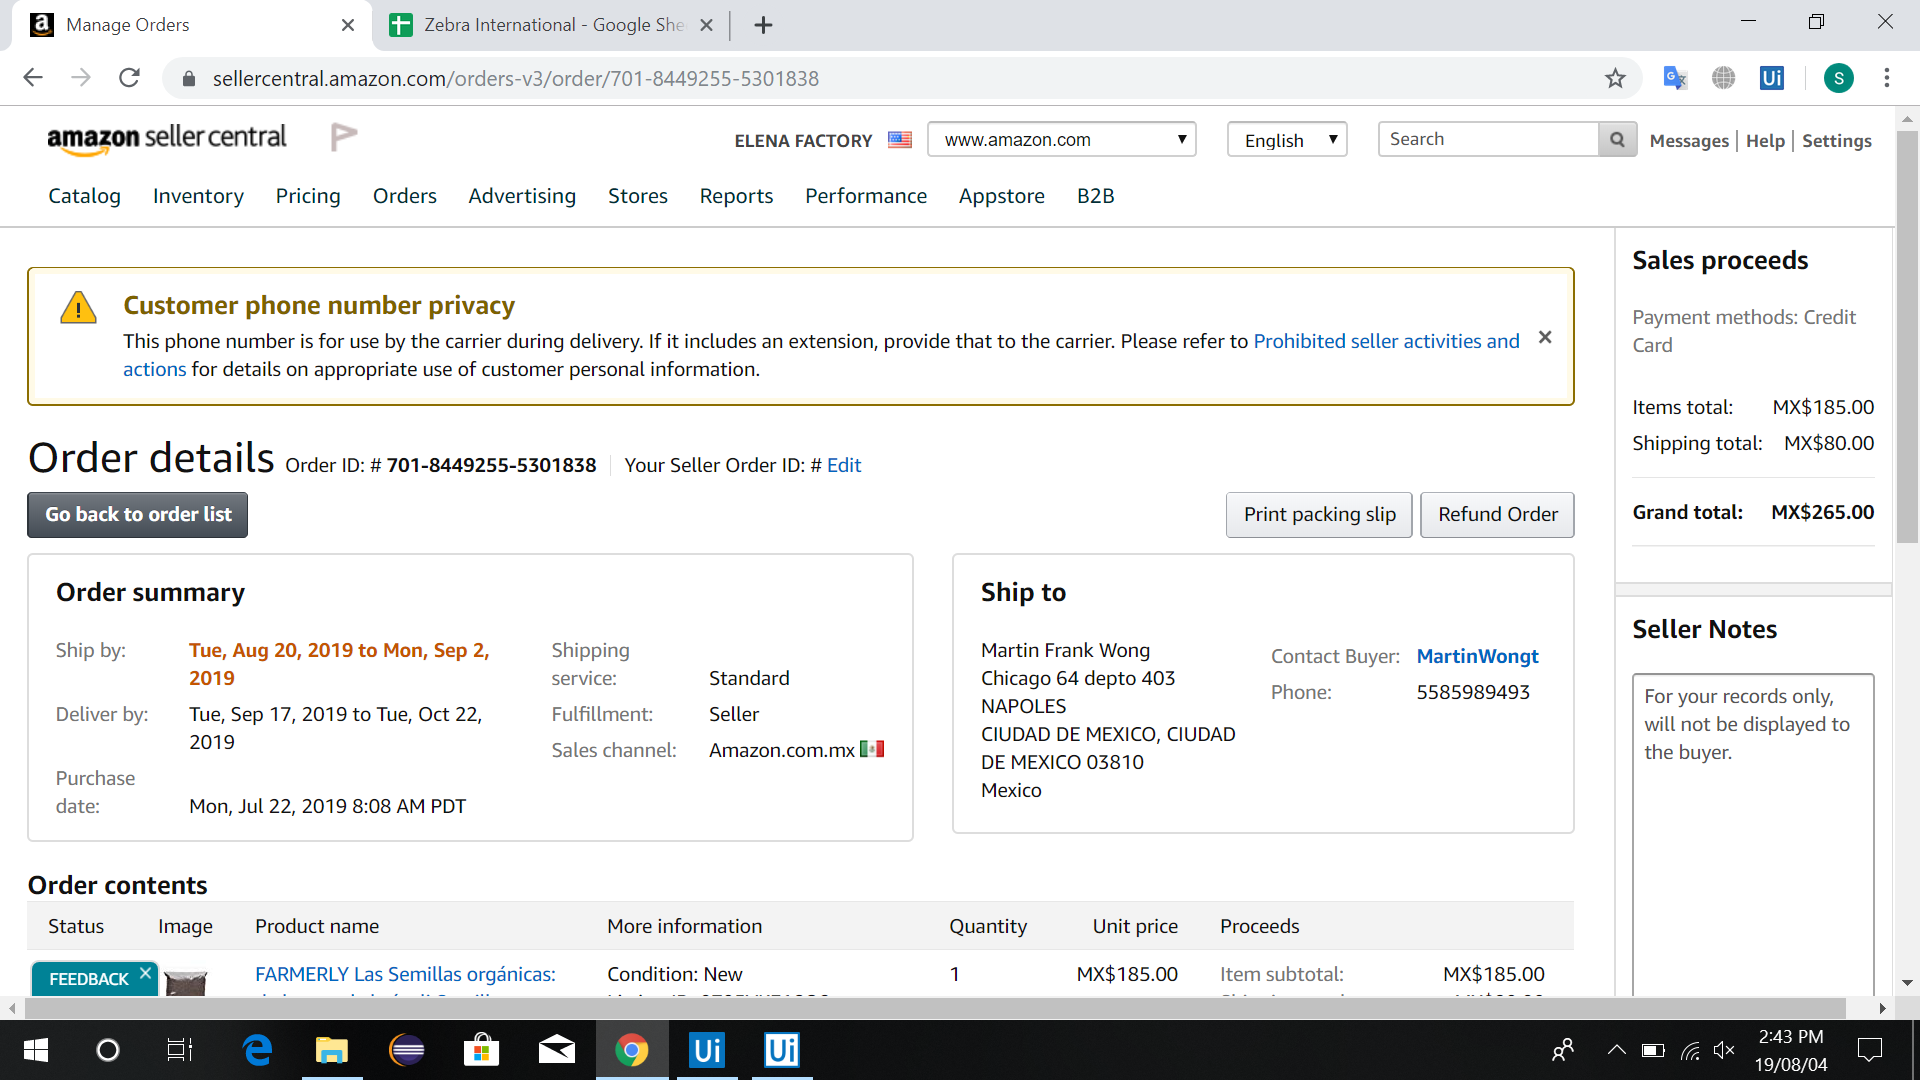 Manage Orders
Zebra International - Google She
sellercentral.amazon.com/orders-v3/order/701-8449255-5301838
Ui
S
amazon seller central
ELENA FACTORY
www.amazon.com
English
Search
Messages | Help | Settings
Catalog Inventory Pricing Orders Advertising Stores Reports Performance Appstore B2B
Customer phone number privacy
This phone number is for use by the carrier during delivery. If it includes an extension, provide that to the carrier. Please refer to Prohibited seller activities and
actions for details on appropriate use of customer personal information.
Order details Order ID: # 701-8449255-5301838 Your Seller Order ID: # Edit
Go back to order list
Print packing slip
Refund Order
Order summary
Ship by: Tue, Aug 20, 2019 to Mon, Sep 2,
2019
Deliver by: Tue, Sep 17, 2019 to Tue, Oct 22,
2019
Purchase
date: Mon, Jul 22, 2019 8:08 AM PDT
Shipping
service: Standard
Fulfillment: Seller
Sales channel: Amazon.com.mx
Ship to
Martin Frank Wong
Chicago 64 depto 403
NAPOLES
CIUDAD DE MEXICO, CIUDAD
DE MEXICO 03810
Mexico
Contact Buyer: MartinWongt
Phone: 5585989493
Sales proceeds
Payment methods: Credit
Card
Items total: MX$185.00
Shipping total: MX$80.00
Grand total: MX$265.00
Seller Notes
For your records only,
will not be displayed to
the buyer.
Order contents
Status Image Product name More information Quantity Unit price Proceeds
FEEDBACK
FARMERLY Las Semillas orgánicas:
Condition: New
1
MX$185.00
Item subtotal: MX$185.00
Ui
Ui
2:43 PM
19/08/04